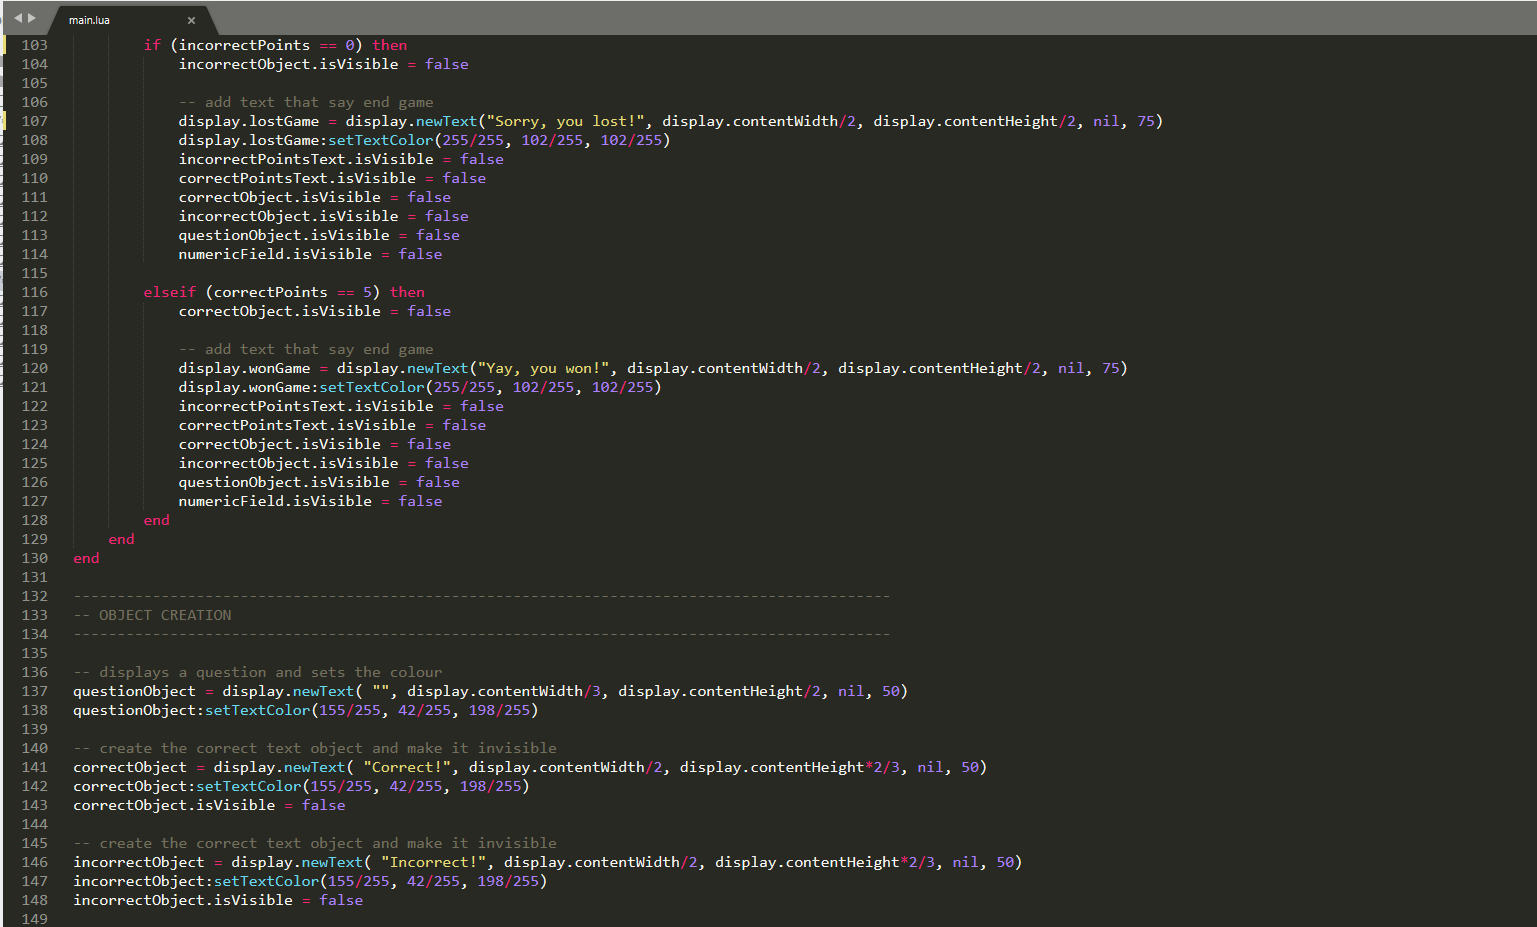 main.lua ×
103 if (incorrectPoints == 0) then
104 incorrectObject.isVisible = false
105
106 -- add text that say end game
107 display.lostGame = display.newText("Sorry, you lost!", display.contentWidth/2, display.contentHeight/2, nil, 75)
108 display.lostGame:setTextColor(255/255, 102/255, 102/255)
109 incorrectPointsText.isVisible = false
110 correctPointsText.isVisible = false
111 correctObject.isVisible = false
112 incorrectObject.isVisible = false
113 questionObject.isVisible = false
114 numericField.isVisible = false
115
116 elseif (correctPoints == 5) then
117 correctObject.isVisible = false
118
119 -- add text that say end game
120 display.wonGame = display.newText("Yay, you won!", display.contentWidth/2, display.contentHeight/2, nil, 75)
121 display.wonGame:setTextColor(255/255, 102/255, 102/255)
122 incorrectPointsText.isVisible = false
123 correctPointsText.isVisible = false
124 correctObject.isVisible = false
125 incorrectObject.isVisible = false
126 questionObject.isVisible = false
127 numericField.isVisible = false
128 end
129 end
130 end
131
132 ---------------------------------------------------------------------------------------------
133 -- OBJECT CREATION
134 ---------------------------------------------------------------------------------------------
135
136 -- displays a question and sets the colour
137 questionObject = display.newText( "", display.contentWidth/3, display.contentHeight/2, nil, 50)
138 questionObject:setTextColor(155/255, 42/255, 198/255)
139
140 -- create the correct text object and make it invisible
141 correctObject = display.newText( "Correct!", display.contentWidth/2, display.contentHeight*2/3, nil, 50)
142 correctObject:setTextColor(155/255, 42/255, 198/255)
143 correctObject.isVisible = false
144
145 -- create the correct text object and make it invisible
146 incorrectObject = display.newText( "Incorrect!", display.contentWidth/2, display.contentHeight*2/3, nil, 50)
147 incorrectObject:setTextColor(155/255, 42/255, 198/255)
148 incorrectObject.isVisible = false
149